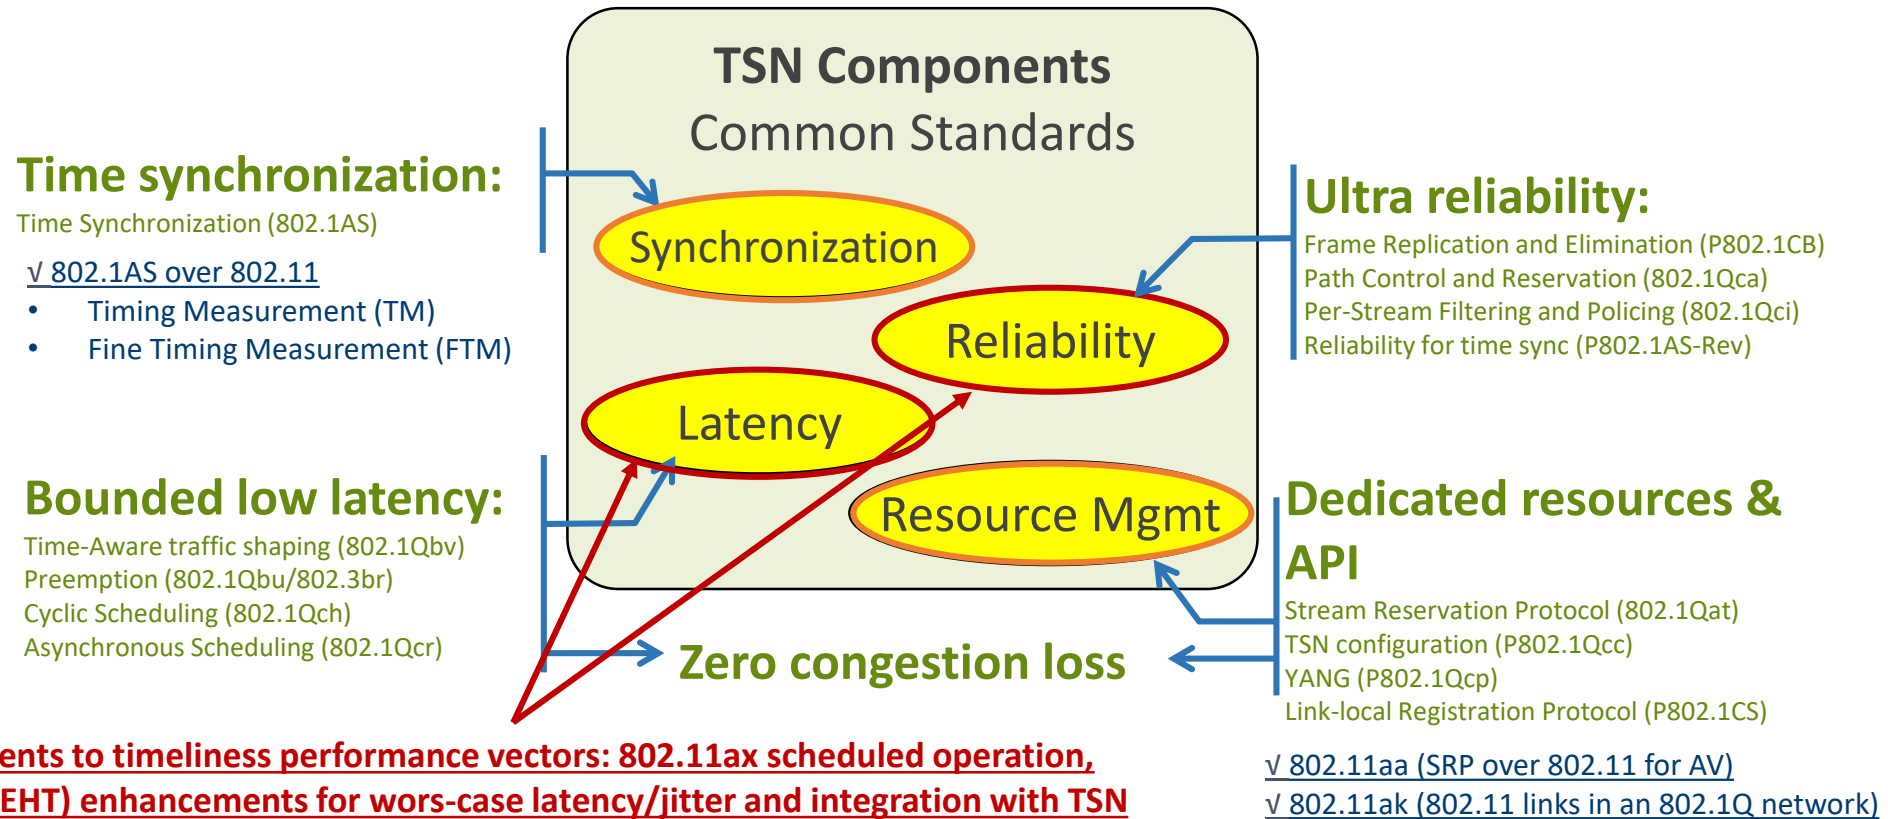 TSN Components
Common Standards
Time synchronization:
Time Synchronization (802.1AS)
√ 802.1AS over 802.11
• Timing Measurement (TM)
• Fine Timing Measurement (FTM)
Synchronization
Reliability
Latency
Resource Mgmt
Ultra reliability:
Frame Replication and Elimination (P802.1CB)
Path Control and Reservation (802.1Qca)
Per-Stream Filtering and Policing (802.1Qci)
Reliability for time sync (P802.1AS-Rev)
Bounded low latency:
Time-Aware traffic shaping (802.1Qbv)
Preemption (802.1Qbu/802.3br)
Cyclic Scheduling (802.1Qch)
Asynchronous Scheduling (802.1Qcr)
Zero congestion loss
Dedicated resources &
API
Stream Reservation Protocol (802.1Qat)
TSN configuration (P802.1Qcc)
YANG (P802.1Qcp)
Link-local Registration Protocol (P802.1CS)
√ 802.11aa (SRP over 802.11 for AV)
√ 802.11ak (802.11 links in an 802.1Q network)
ents to timeliness performance vectors: 802.11ax scheduled operation,
EHT) enhancements for wors-case latency/jitter and integration with TSN